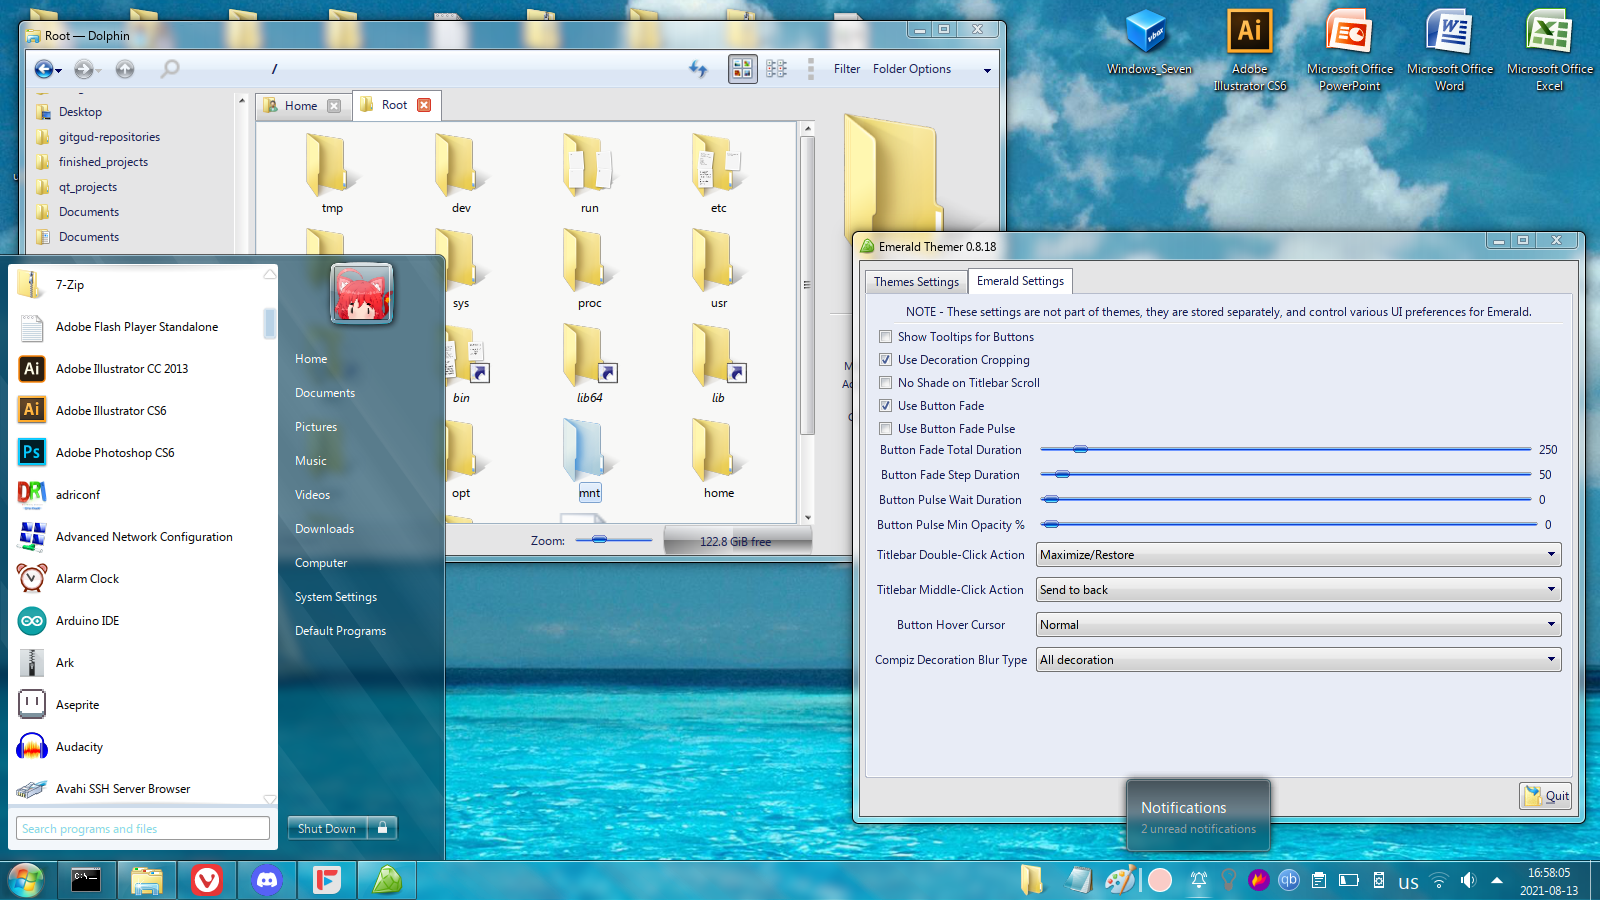 Root — Dolphin
/
Filter
Folder Options
Desktop
gitgud-repositories
finished_projects
qt_projects
Documents
Documents
Home
Root
tmp
dev
run
etc
sys
proc
usr
bin
lib64
lib
opt
mnt
home
Zoom:
122.8 GiB free
Windows_Seven
Adobe
Illustrator CS6
Microsoft Office
PowerPoint
Microsoft Office
Word
Microsoft Office
Excel
Emerald Themer 0.8.18
Themes Settings
Emerald Settings
NOTE - These settings are not part of themes, they are stored separately, and control various UI preferences for Emerald.
Show Tooltips for Buttons
Use Decoration Cropping
No Shade on Titlebar Scroll
Use Button Fade
Use Button Fade Pulse
Button Fade Total Duration 250
Button Fade Step Duration 50
Button Pulse Wait Duration 0
Button Pulse Min Opacity % 0
Titlebar Double-Click Action Maximize/Restore
Titlebar Middle-Click Action Send to back
Button Hover Cursor Normal
Compiz Decoration Blur Type All decoration
Quit
Notifications
2 unread notifications
7-Zip
Adobe Flash Player Standalone
Adobe Illustrator CC 2013
Adobe Illustrator CS6
Adobe Photoshop CS6
adriconf
Advanced Network Configuration
Alarm Clock
Arduino IDE
Ark
Aseprite
Audacity
Avahi SSH Server Browser
Search programs and files
Home
Documents
Pictures
Music
Videos
Downloads
Computer
System Settings
Default Programs
Shut Down
us
16:58:05
2021-08-13